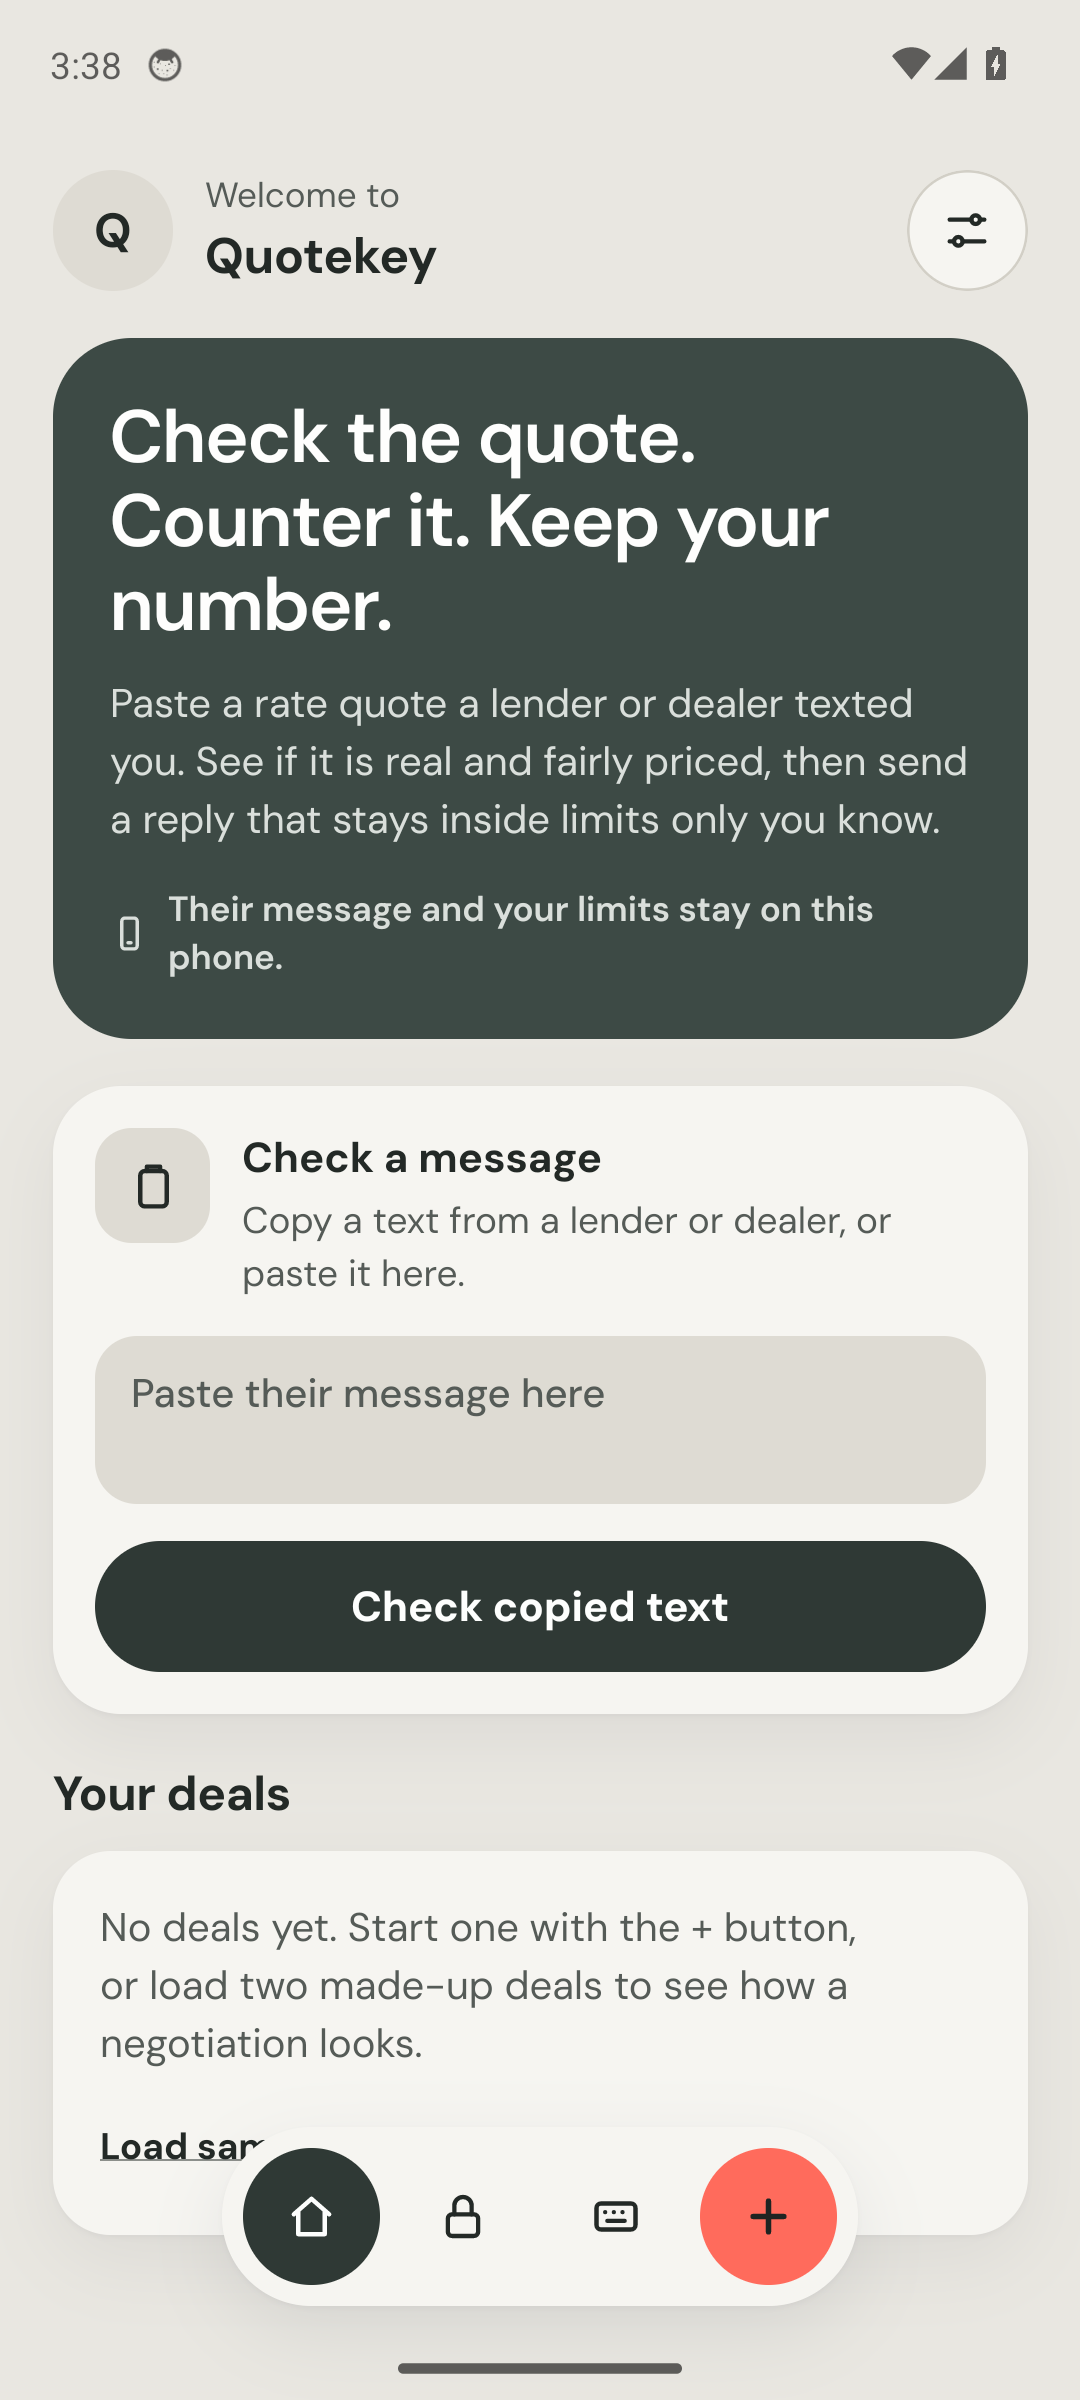 3:38
Q
Welcome to
Quotekey
Check the quote.
Counter it. Keep your
number.
Paste a rate quote a lender or dealer texted
you. See if it is real and fairly priced, then send
a reply that stays inside limits only you know.
Their message and your limits stay on this
phone.
Check a message
Copy a text from a lender or dealer, or
paste it here.
Paste their message here
Check copied text
Your deals
No deals yet. Start one with the + button,
or load two made-up deals to see how a
negotiation looks.
Load